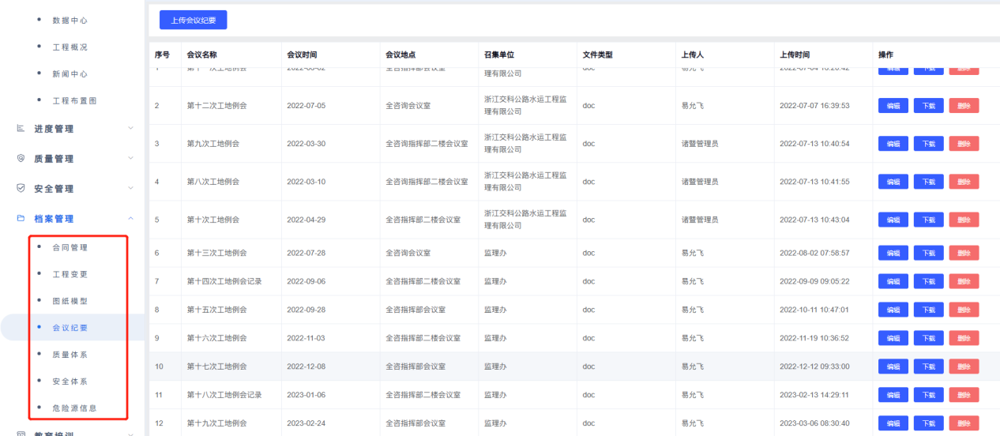 数据中心
工程概况
新闻中心
工程布置图
进度管理
质量管理
安全管理
档案管理
合同管理
工程变更
图纸模型
会议纪要
质量体系
安全体系
危险源信息
教育培训
上传会议纪要
序号 会议名称 会议时间 会议地点 召集单位 文件类型 上传人 上传时间 操作
理有限公司 编辑 下载 删除
2 第十二次工地例会 2022-07-05 全咨询会议室 浙江交科公路水运工程监 doc 易允飞 2022-07-07 16:39:53 编辑 下载 删除
理有限公司
3 第九次工地例会 2022-03-30 全咨询指挥部二楼会议室 浙江交科公路水运工程监 doc 诸暨管理员 2022-07-13 10:40:54 编辑 下载 删除
理有限公司
4 第八次工地例会 2022-03-10 全咨询指挥部二楼会议室 浙江交科公路水运工程监 doc 诸暨管理员 2022-07-13 10:41:55 编辑 下载 删除
理有限公司
5 第十次工地例会 2022-04-29 全咨指挥部二楼会议室 浙江交科公路水运工程监 doc 诸暨管理员 2022-07-13 10:43:04 编辑 下载 删除
理有限公司
6 第十三次工地例会 2022-07-28 全咨询会议室 监理办 doc 易允飞 2022-08-02 07:58:57 编辑 下载 删除
7 第十四次工地例会记录 2022-09-06 全咨指挥部二楼会议室 监理办 doc 易允飞 2022-09-09 09:05:22 编辑 下载 删除
8 第十五次工地例会 2022-09-28 全咨指挥部二楼会议室 监理办 doc 易允飞 2022-10-11 10:47:01 编辑 下载 删除
9 第十六次工地例会 2022-11-03 全咨指挥部二楼会议室 监理办 doc 易允飞 2022-11-19 10:36:52 编辑 下载 删除
10 第十七次工地例会 2022-12-08 全咨指挥部会议室 监理办 doc 易允飞 2022-12-12 09:33:00 编辑 下载 删除
11 第十八次工地例会记录 2023-01-06 全咨指挥部二楼会议室 监理办 doc 易允飞 2023-02-13 14:29:11 编辑 下载 删除
12 第十九次工地例会 2023-02-24 全咨指挥部会议室 监理办 doc 易允飞 2023-03-06 08:30:40 编辑 下载 删除